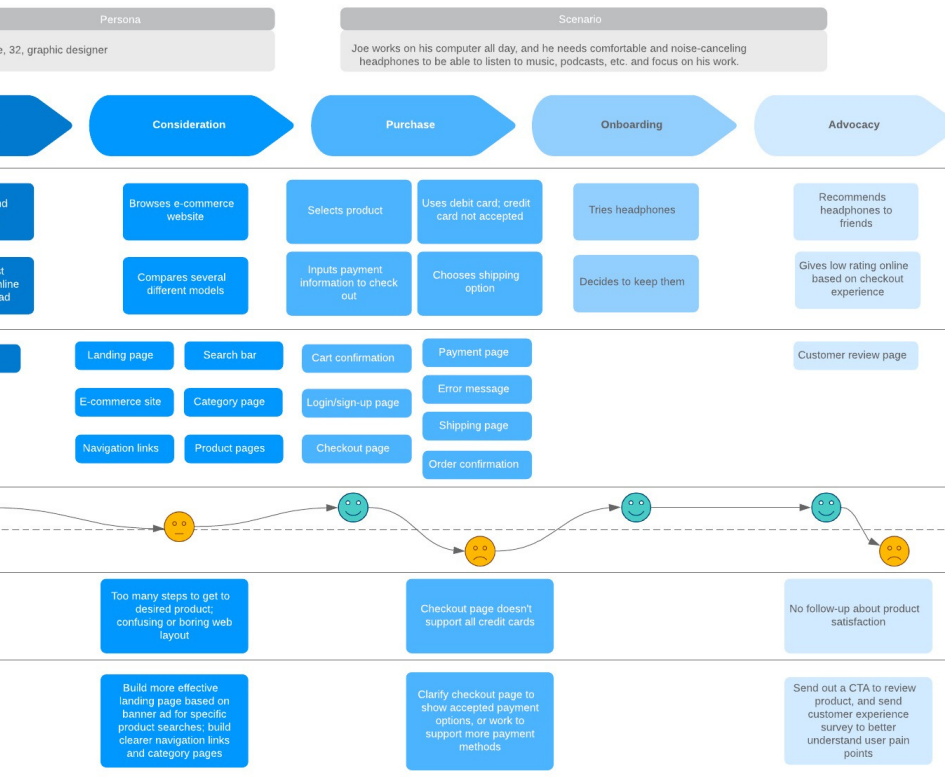 Persona
Scenario
32, graphic designer
Joe works on his computer all day, and he needs comfortable and noise-canceling
headphones to be able to listen to music, podcasts, etc. and focus on his work.
Consideration
Purchase
Onboarding
Advocacy
Browses e-commerce
website
Selects product
Uses debit card; credit
card not accepted
Tries headphones
Recommends
headphones to
friends
Compares several
different models
Inputs payment
information to check
out
Chooses shipping
option
Decides to keep them
Gives low rating online
based on checkout
experience
Landing page
Search bar
Cart confirmation
Payment page
Customer review page
E-commerce site
Category page
Login/sign-up page
Error message
Navigation links
Product pages
Checkout page
Shipping page
Order confirmation
Too many steps to get to
desired product;
confusing or boring web
layout
Checkout page doesn't
support all credit cards
No follow-up about product
satisfaction
Build more effective
landing page based on
banner ad for specific
product searches; build
clearer navigation links
and category pages
Clarify checkout page to
show accepted payment
options, or work to
support more payment
methods
Send out a CTA to review
product, and send
customer experience
survey to better
understand user pain
points